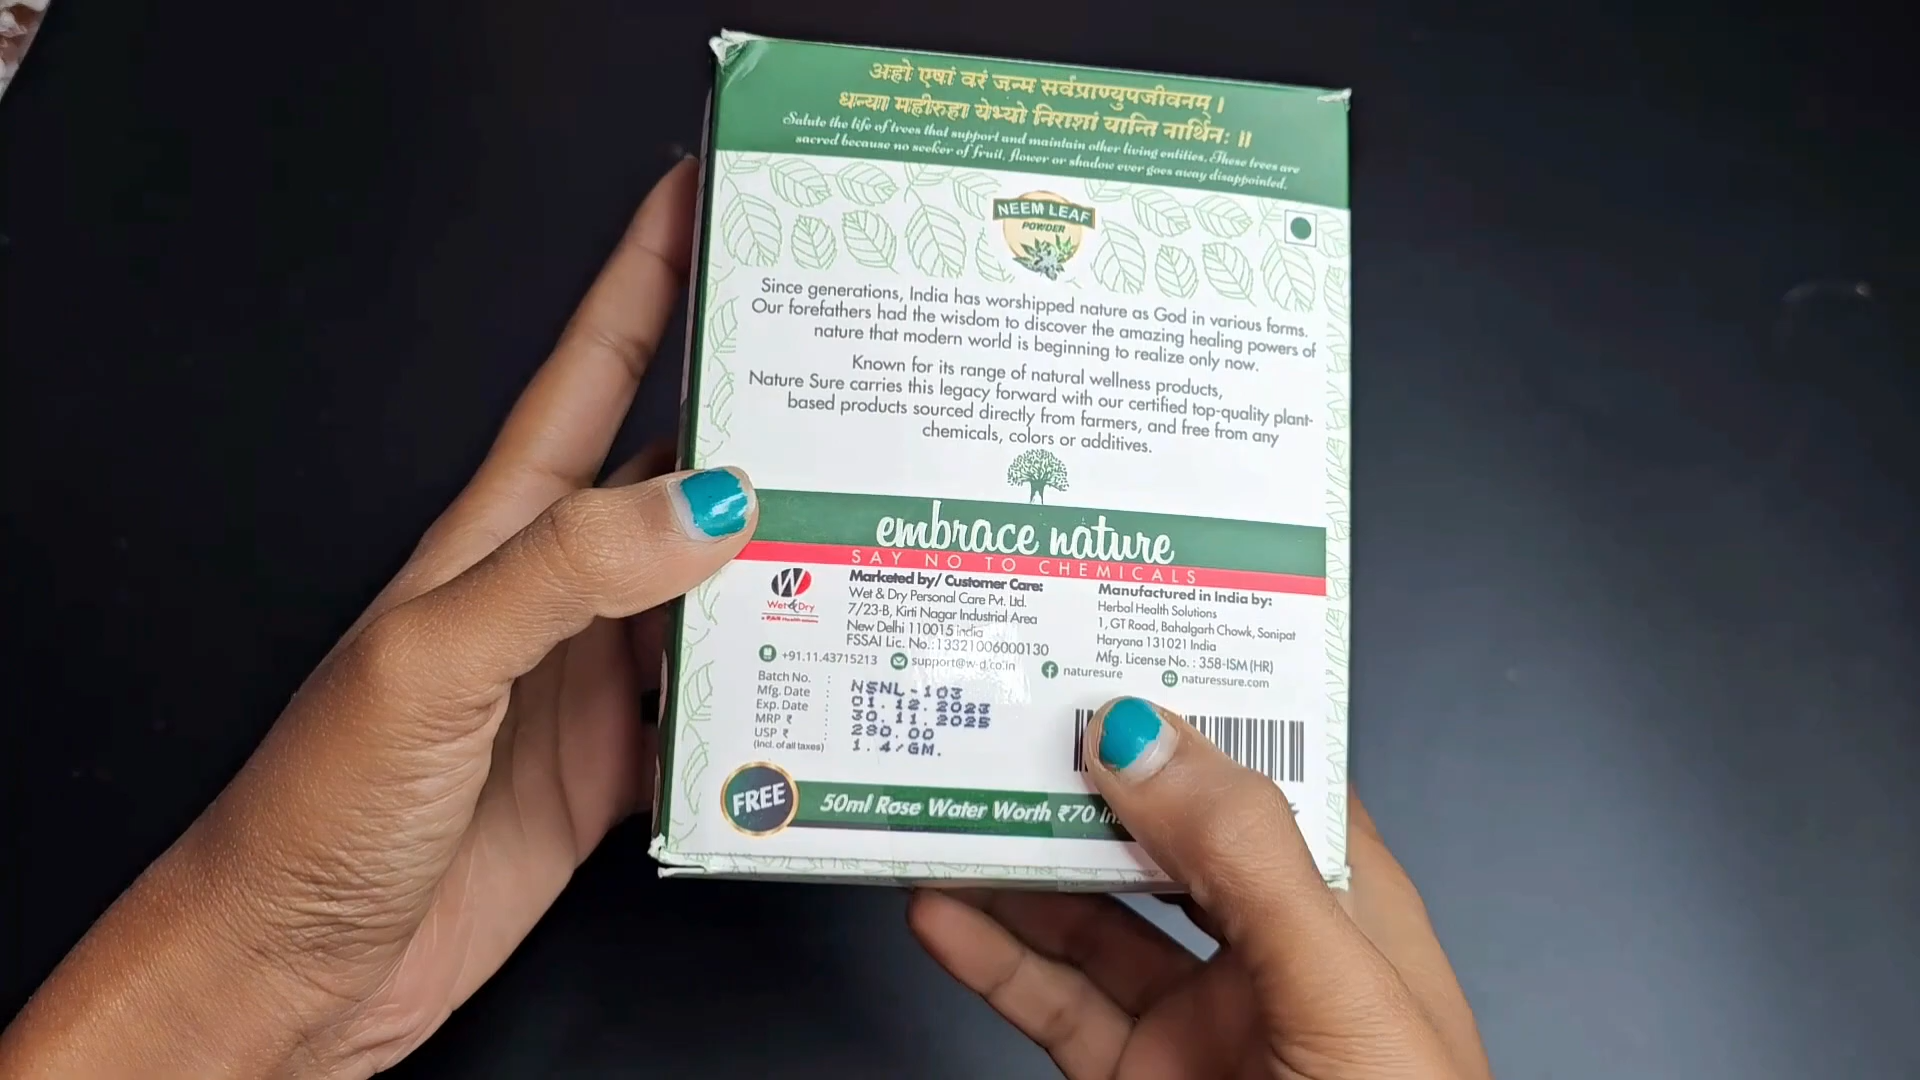 अहो एषां वरं जन्म सर्वप्राण्युपजीवनम् ।
धन्या महीरुहा येभ्यो निराशां यान्ति नार्थिनः ॥
Salute the life of trees that support and maintain other living entities. These trees are
sacred because no seeker of fruit, flower or shadow ever goes away disappointed.
NEEM LEAF
POWDER
Since generations, India has worshipped nature as God in various forms.
Our forefathers had the wisdom to discover the amazing healing powers of
nature that modern world is beginning to realize only now.
Known for its range of natural wellness products,
Nature Sure carries this legacy forward with our certified top-quality plant-
based products sourced directly from farmers, and free from any
chemicals, colors or additives.
embrace nature
SAY NO TO CHEMICALS
W
Wet&Dry
Marketed by/ Customer Care:
Wet & Dry Personal Care Pvt. Ltd.
7/23-B, Kirti Nagar Industrial Area
New Delhi 110015 india
FSSAI Lic. No.:13321006000130
Manufactured in India by:
Herbal Health Solutions
1, GT Road, Bahalgarh Chowk, Sonipat
Haryana 131021 India
Mfg. License No. : 358-ISM (HR)
+91.11.43715213 support@w-d.co.in naturesure naturessure.com
Batch No. : NSNL-103
Mfg. Date : 01.12.2023
Exp. Date : 30.11.2025
MRP ₹ : 280.00
USP ₹ : 1.4/GM.
(Incl. of all taxes)
FREE 50ml Rose Water Worth ₹70